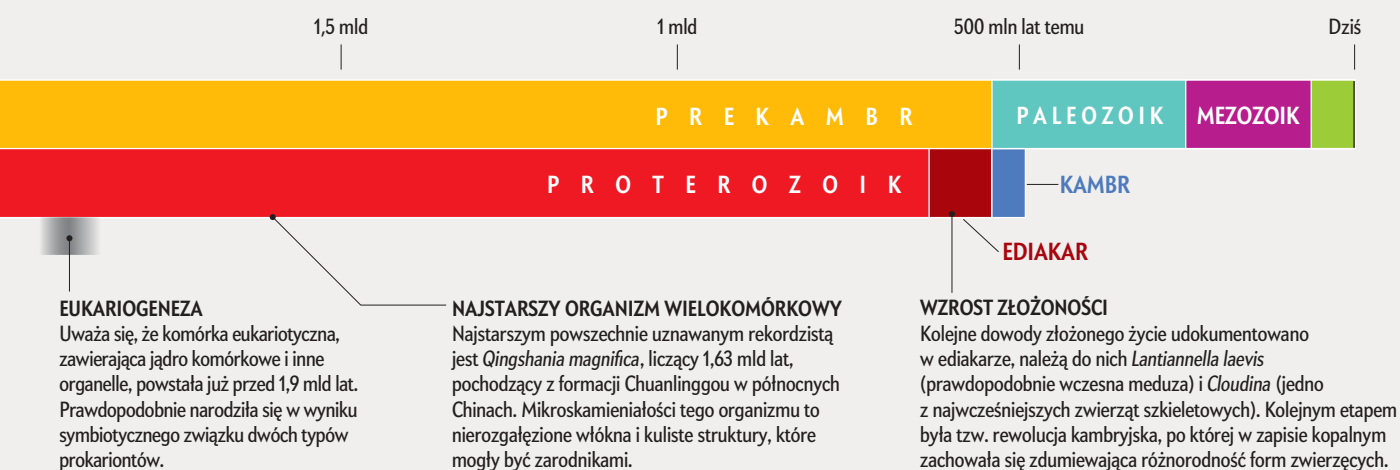 1,5 mld
1 mld
500 mln lat temu
Dziś
PREKAMBR
PALEOZOIK
MEZOZOIK
PROTEROZOIK
KAMBR
EDIAKAR
EUKARIOGENEZA
Uważa się, że komórka eukariotyczna,
zawierająca jądro komórkowe i inne
organelle, powstała już przed 1,9 mld lat.
Prawdopodobnie narodziła się w wyniku
symbiotycznego związku dwóch typów
prokariontów.
NAJSTARSZY ORGANIZM WIELOKOMÓRKOWY
Najstarszym powszechnie uznawanym rekordzistą
jest Qingshania magnifica, liczący 1,63 mld lat,
pochodzący z formacji Chuanlinggou w północnych
Chinach. Mikroskamieniałości tego organizmu to
nierozgałęzione włókna i kuliste struktury, które
mogły być zarodnikami.
WZROST ZŁOŻONOŚCI
Kolejne dowody złożonego życie udokumentowano
w ediakarze, należą do nich Lantiannella laevis
(prawdopodobnie wczesna meduza) i Cloudina (jedno
z najwcześniejszych zwierząt szkieletowych). Kolejnym etapem
była tzw. rewolucja kambryjska, po której w zapisie kopalnym
zachowała się zdumiewająca różnorodność form zwierzęcych.